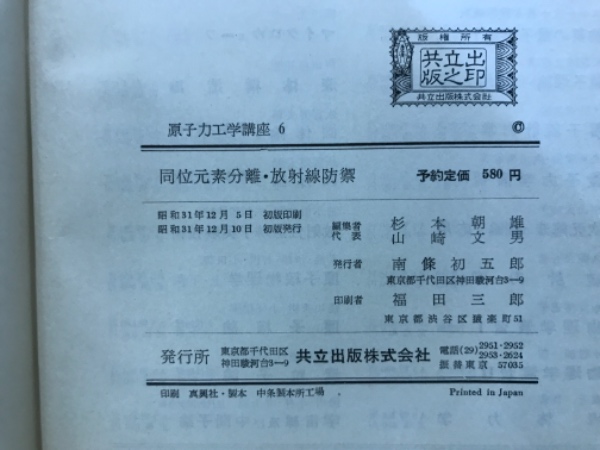 版権所有
共立出
版之印
共立出版株式会社
原子力工学講座 6
©
同位元素分離・放射線防禦 予約定価 580 円
昭和31年12月 5日 初版印刷
昭和31年12月10日 初版発行
編集者
代表
杉本朝雄
山崎文男
発行者 南條初五郎
東京都千代田区神田駿河台3―9
印刷者 福田三郎
東京都渋谷区猿楽町51
発行所 東京都千代田区
神田駿河台3―9
共立出版株式会社
電話(29) 2951・2952
2953・2624
振替東京 57035
印刷 真興社・製本 中条製本所工場 Printed in Japan